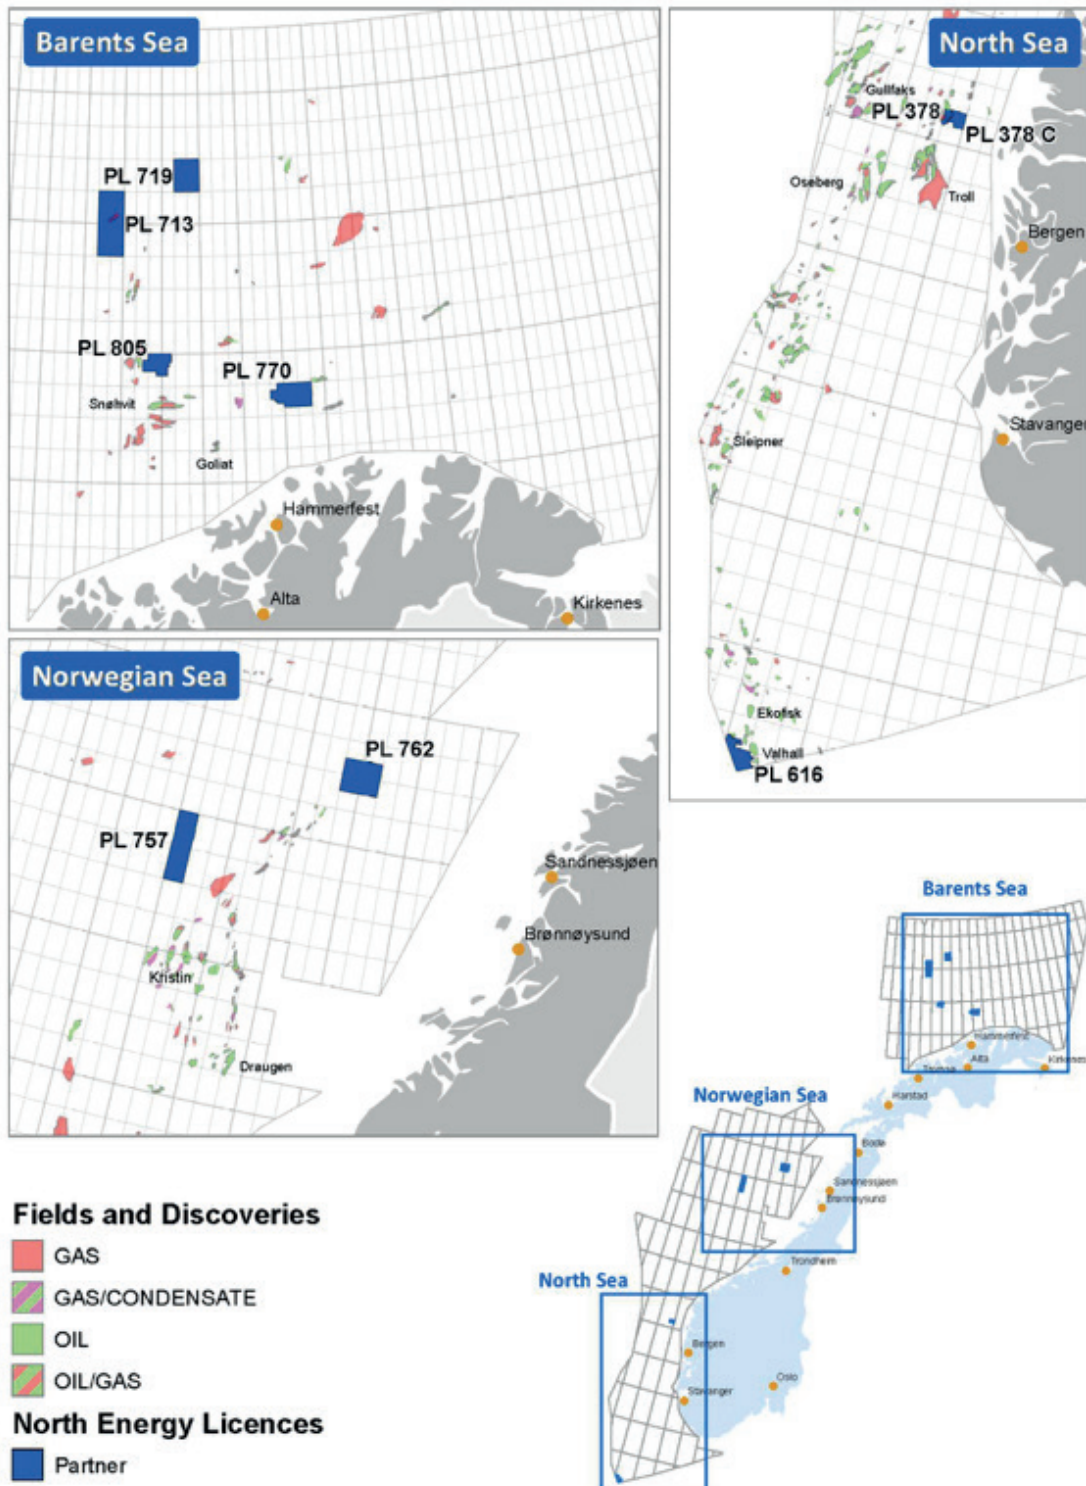 Barents Sea
PL 719
PL 713
PL 805
PL 770
Snøhvit
Goliat
Hammerfest
Alta
Kirkenes
North Sea
Gullfaks
PL 378
PL 378 C
Oseberg
Troll
Bergen
Stavanger
Sleipner
Ekofisk
Valhall
PL 616
Norwegian Sea
PL 762
PL 757
Sandnessjøen
Brønnøysund
Kristin
Draugen
Barents Sea
Hammerfest
Alta
Kirkenes
Tromsø
Harstad
Norwegian Sea
Bodø
Sandnessjøen
Brønnøysund
Trondheim
North Sea
Bergen
Oslo
Stavanger
Fields and Discoveries
GAS
GAS/CONDENSATE
OIL
OIL/GAS
North Energy Licences
Partner